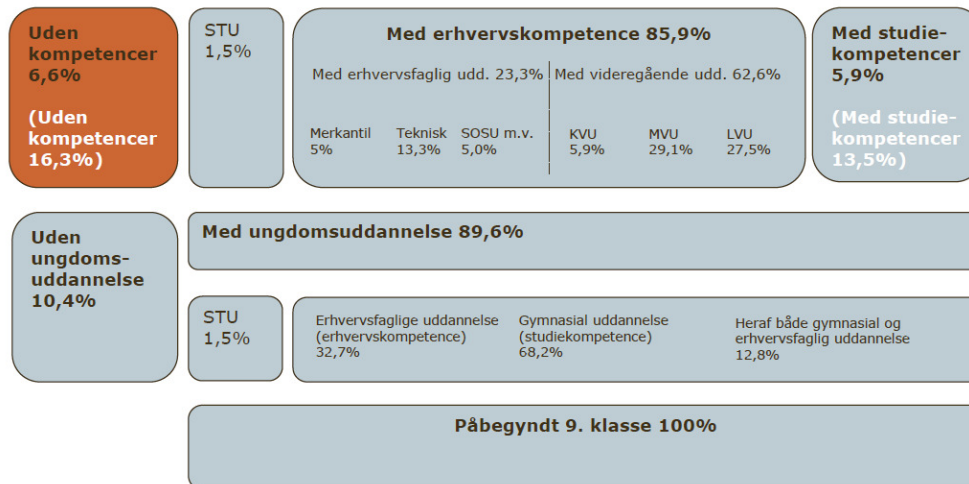 Uden
kompetencer
6,6%
(Uden
kompetencer
16,3%)
STU
1,5%
Med erhvervskompetence 85,9%
Med erhvervsfaglig udd. 23,3%
Med videregående udd. 62,6%
Merkantil
5%
Teknisk
13,3%
SOSU m.v.
5,0%
KVU
5,9%
MVU
29,1%
LVU
27,5%
Med studie-
kompetencer
5,9%
(Med studie-
kompetencer
13,5%)
Uden
ungdoms-
uddannelse
10,4%
Med ungdomsuddannelse 89,6%
STU
1,5%
Erhvervsfaglige uddannelse
(erhvervskompetence)
32,7%
Gymnasial uddannelse
(studiekompetence)
68,2%
Heraf både gymnasial og
erhvervsfaglig uddannelse
12,8%
Påbegyndt 9. klasse 100%